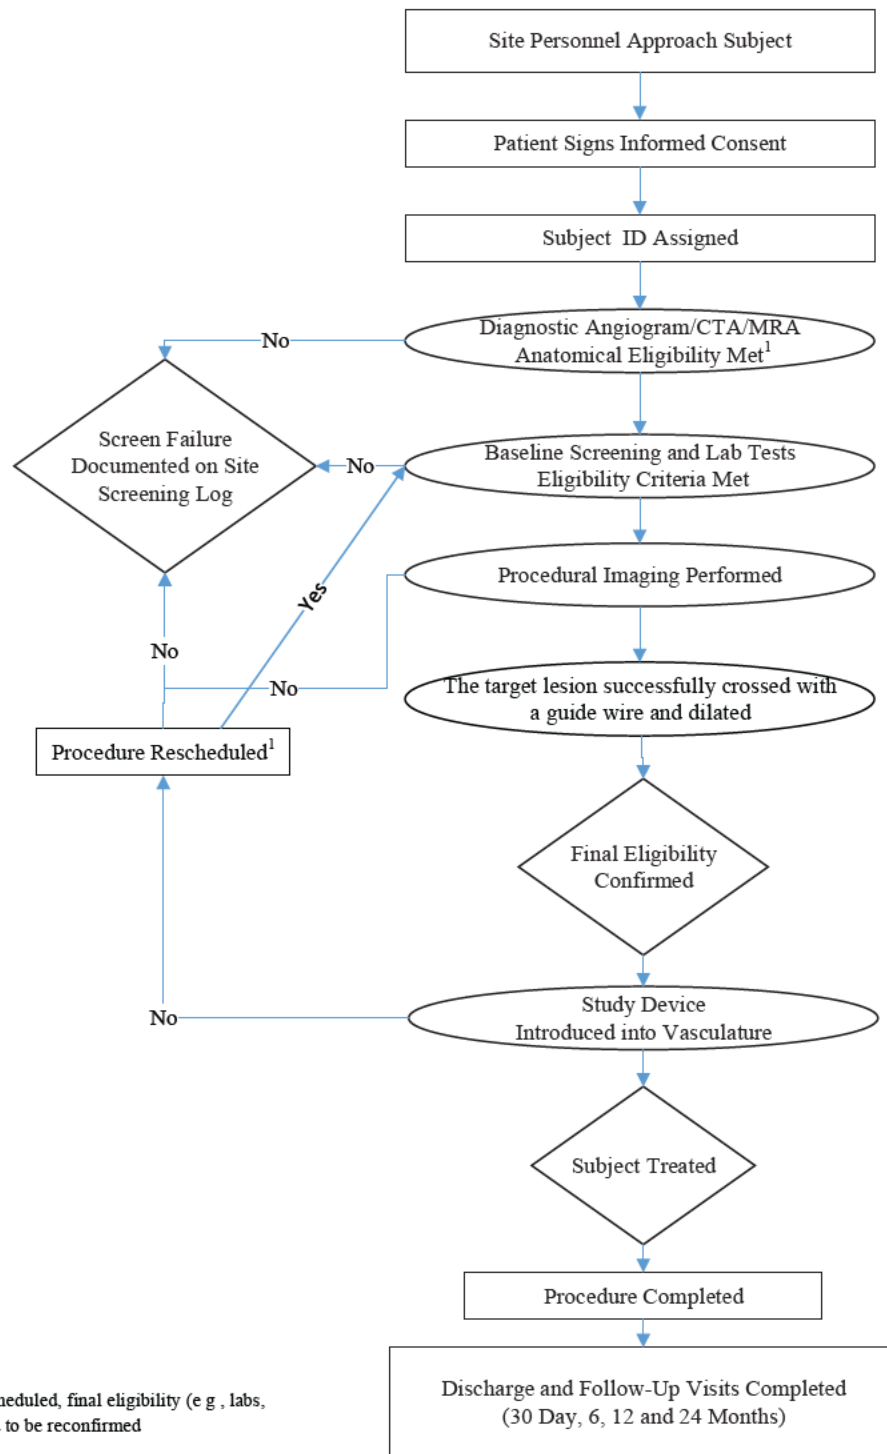 Site Personnel Approach Subject
Patient Signs Informed Consent
Subject ID Assigned
Diagnostic Angiogram/CTA/MRA
Anatomical Eligibility Met1
No
Screen Failure
Documented on Site
Screening Log
No
Baseline Screening and Lab Tests
Eligibility Criteria Met
Procedural Imaging Performed
Yes
No
No
The target lesion successfully crossed with
a guide wire and dilated
Procedure Rescheduled1
Final Eligibility
Confirmed
No
Study Device
Introduced into Vasculature
Subject Treated
Procedure Completed
Discharge and Follow-Up Visits Completed
(30 Day, 6, 12 and 24 Months)
final eligibility (e g , labs,
to be reconfirmed